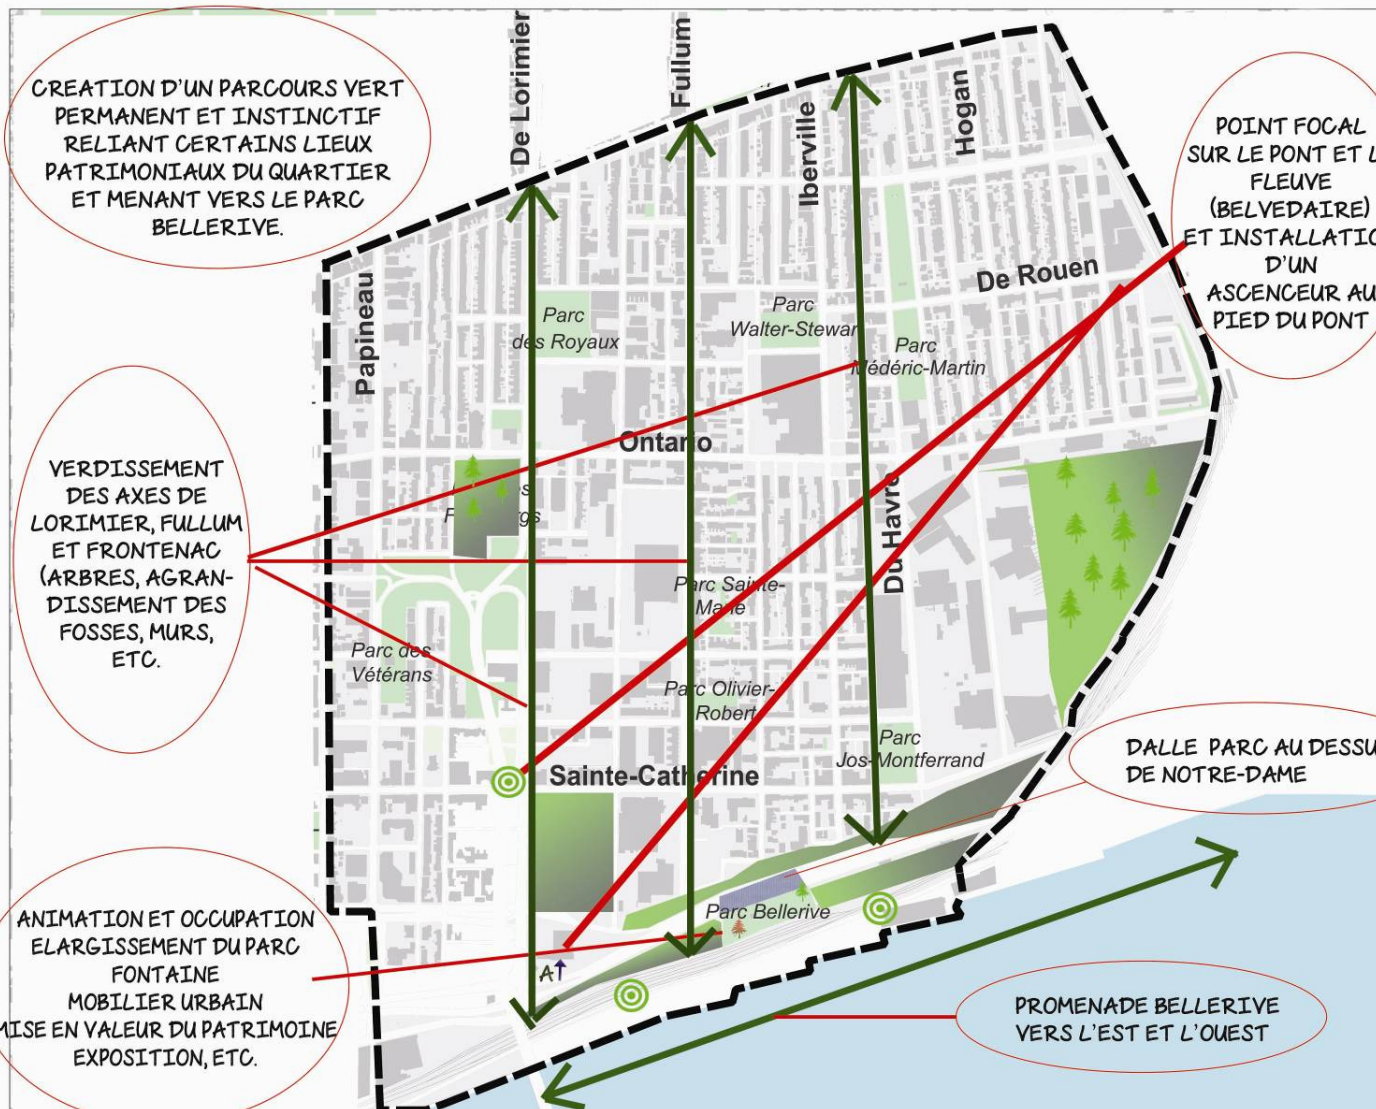 De Lorimier
Fullum
Iberville
Hogan
CREATION D'UN PARCOURS VERT
PERMANENT ET INSTINCTIF
RELIANT CERTAINS LIEUX
PATRIMONIAUX DU QUARTIER
ET MENANT VERS LE PARC
BELLERIVE.
POINT FOCAL
SUR LE PONT ET L
FLEUVE
(BELVEDAIRE)
ET INSTALLATIO
D'UN
ASCENCEUR AU
PIED DU PONT
De Rouen
Papineau
Parc
des Royaux
Parc
Walter-Stewar
Parc
Médéric-Martin
Ontario
VERDISSEMENT
DES AXES DE
LORIMIER, FULLUM
ET FRONTENAC
(ARBRES, AGRAN-
DISSEMENT DES
FOSSES, MURS,
ETC.
Du Havre
Parc Sainte-
Marie
Parc des
Vétérans
Parc Olivier-
Robert
Parc
Jos-Montferrand
Sainte-Catherine
DALLE PARC AU DESSU
DE NOTRE-DAME
Parc Bellerive
ANIMATION ET OCCUPATION
ELARGISSEMENT DU PARC
FONTAINE
MOBILIER URBAIN
MISE EN VALEUR DU PATRIMOINE
EXPOSITION, ETC.
A
PROMENADE BELLERIVE
VERS L'EST ET L'OUEST